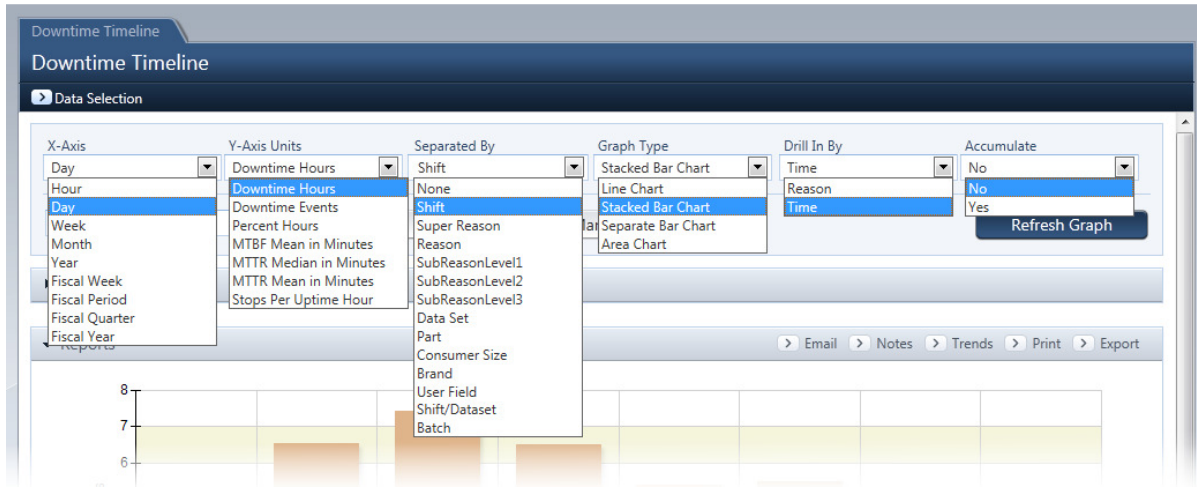 Downtime Timeline
Downtime Timeline
Data Selection
X-Axis
Y-Axis Units
Separated By
Graph Type
Drill In By
Accumulate
Day
Downtime Hours
Shift
Stacked Bar Chart
Time
No
Hour
Day
Week
Month
Year
Fiscal Week
Fiscal Period
Fiscal Quarter
Fiscal Year
Downtime Hours
Downtime Events
Percent Hours
MTBF Mean in Minutes
MTTR Median in Minutes
MTTR Mean in Minutes
Stops Per Uptime Hour
None
Shift
Super Reason
Reason
SubReasonLevel1
SubReasonLevel2
SubReasonLevel3
Data Set
Part
Consumer Size
Brand
User Field
Shift/Dataset
Batch
Line Chart
Stacked Bar Chart
Separate Bar Chart
Area Chart
Reason
Time
No
Yes
Refresh Graph
Reports
Email
Notes
Trends
Print
Export
8
7
6